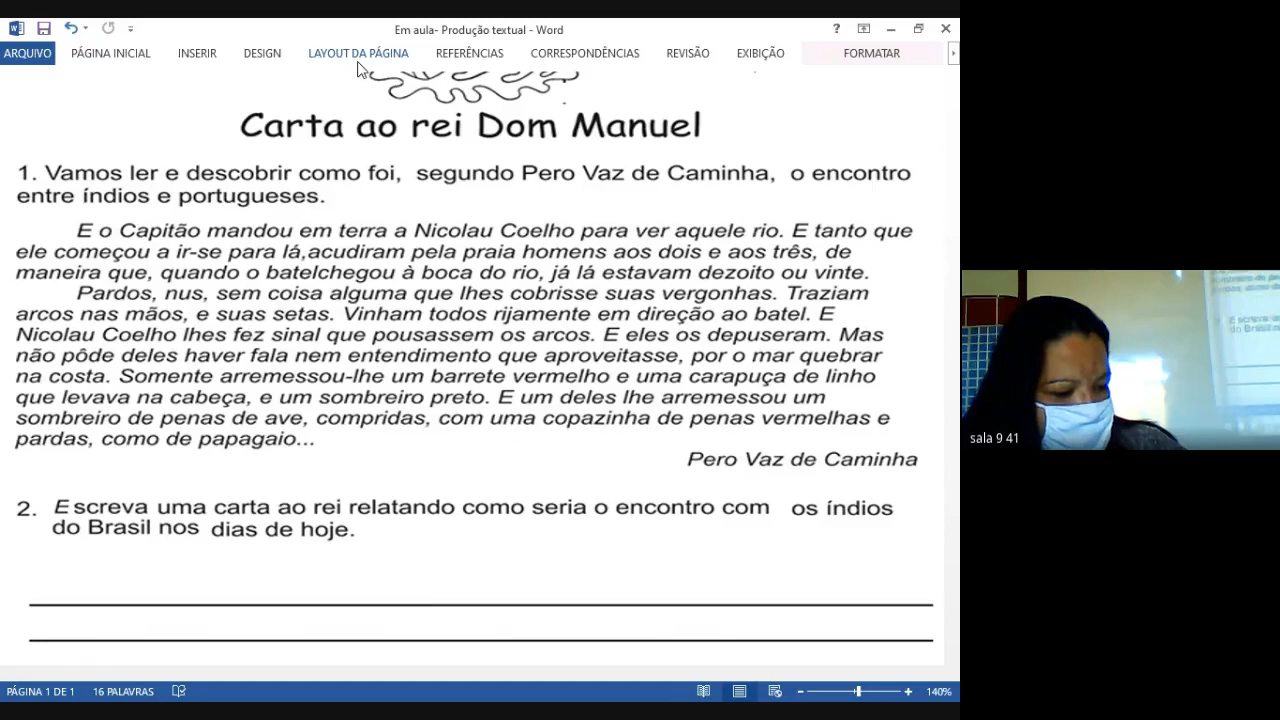 Em aula- Produção textual - Word
ARQUIVO PÁGINA INICIAL INSERIR DESIGN LAYOUT DA PÁGINA REFERÊNCIAS CORRESPONDÊNCIAS REVISÃO EXIBIÇÃO FORMATAR
Carta ao rei Dom Manuel
1. Vamos ler e descobrir como foi, segundo Pero Vaz de Caminha, o encontro
entre índios e portugueses.
E o Capitão mandou em terra a Nicolau Coelho para ver aquele rio. E tanto que
ele começou a ir-se para lá,acudiram pela praia homens aos dois e aos três, de
maneira que, quando o batelchegou à boca do rio, já lá estavam dezoito ou vinte.
Pardos, nus, sem coisa alguma que lhes cobrisse suas vergonhas. Traziam
arcos nas mãos, e suas setas. Vinham todos rijamente em direção ao batel. E
Nicolau Coelho lhes fez sinal que pousassem os arcos. E eles os depuseram. Mas
não pôde deles haver fala nem entendimento que aproveitasse, por o mar quebrar
na costa. Somente arremessou-lhe um barrete vermelho e uma carapuça de linho
que levava na cabeça, e um sombreiro preto. E um deles lhe arremessou um
sombreiro de penas de ave, compridas, com uma copazinha de penas vermelhas e
pardas, como de papagaio...
Pero Vaz de Caminha
2. Escreva uma carta ao rei relatando como seria o encontro com os índios
do Brasil nos dias de hoje.
PÁGINA 1 DE 1 16 PALAVRAS 140%
sala 9 41